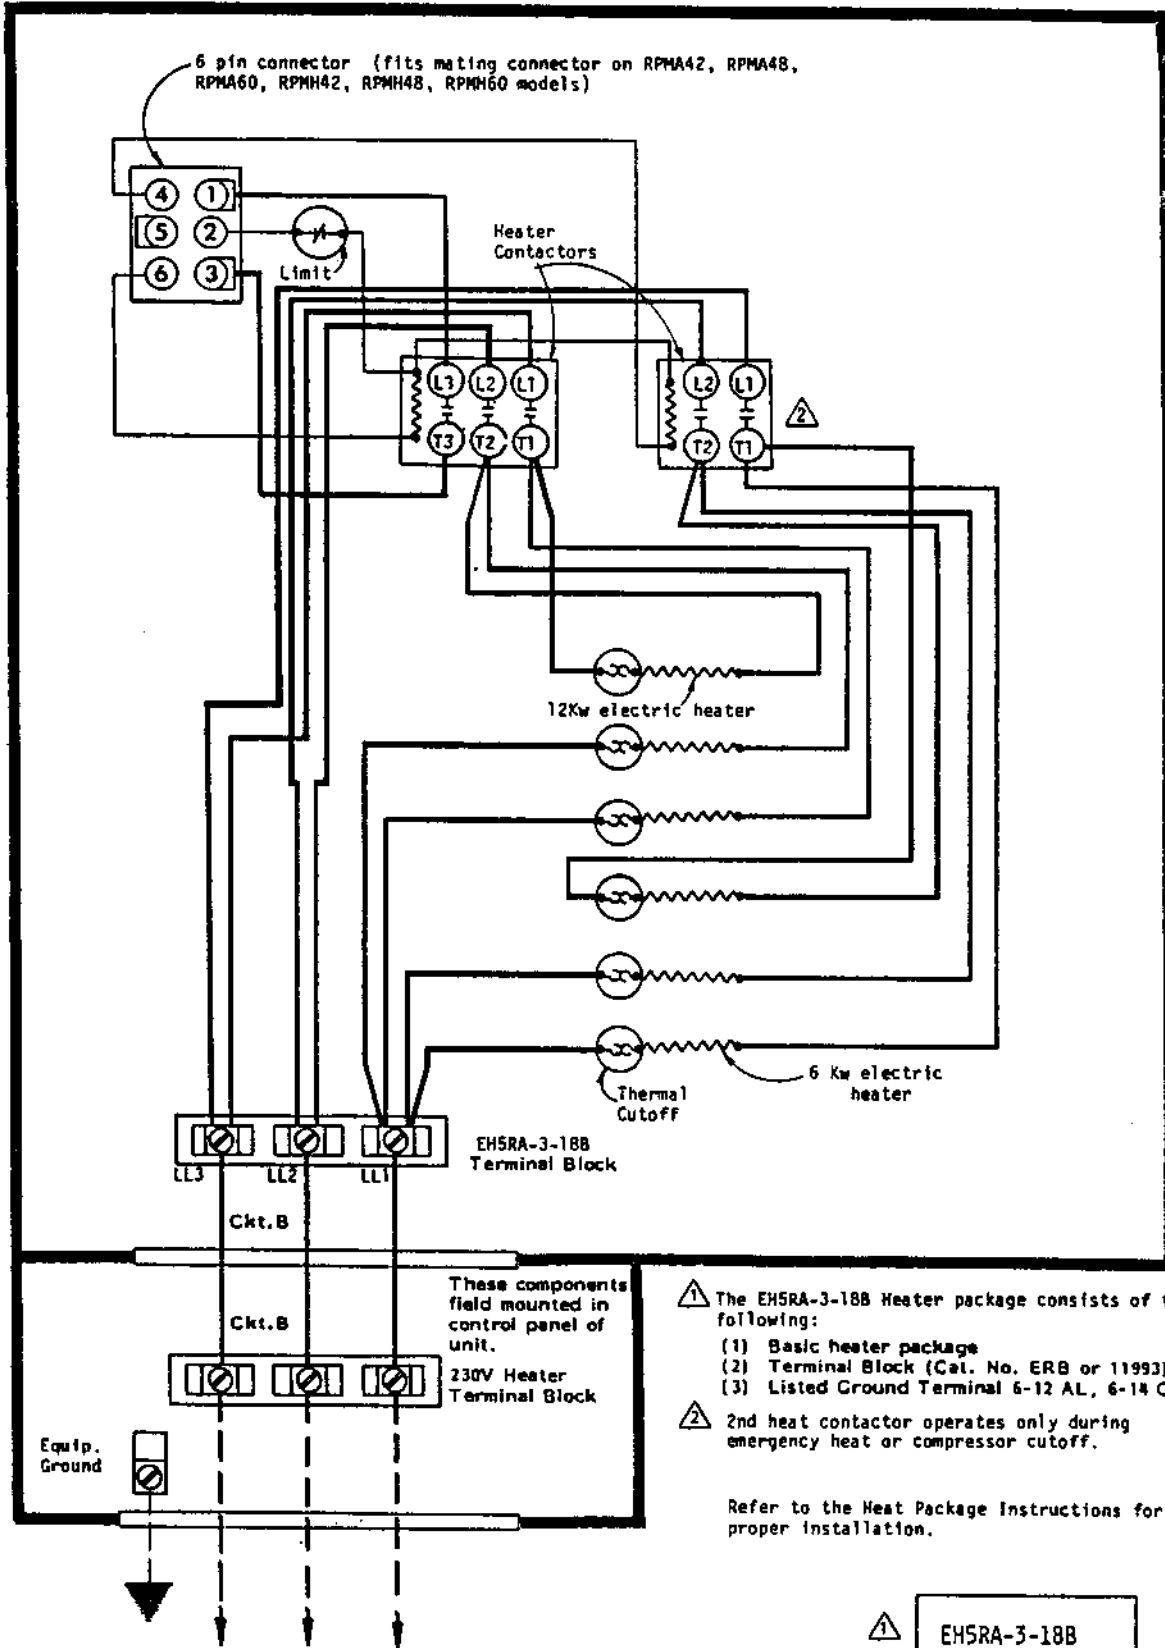 6 pin connector (fits mating connector on RPMA42, RPMA48,
RPMA60, RPMH42, RPMH48, RPMH60 models)
4 1
5 2
6 3
Limit
Heater
Contactors
L3 L2 L1
T3 T2 T1
L2 L1
T2 T1
2
12Kw electric heater
6 Kw electric
heater
Thermal
Cutoff
EH5RA-3-18B
Terminal Block
LL3 LL2 LL1
Ckt.B
These components
field mounted in
control panel of
unit.
Ckt.B
230V Heater
Terminal Block
Equip.
Ground
1 The EH5RA-3-18B Heater package consists of
following:
(1) Basic heater package
(2) Terminal Block (Cat. No. ERB or 11993)
(3) Listed Ground Terminal 6-12 AL, 6-14
2 2nd heat contactor operates only during
emergency heat or compressor cutoff.
Refer to the Heat Package Instructions for
proper installation.
1 EH5RA-3-18B